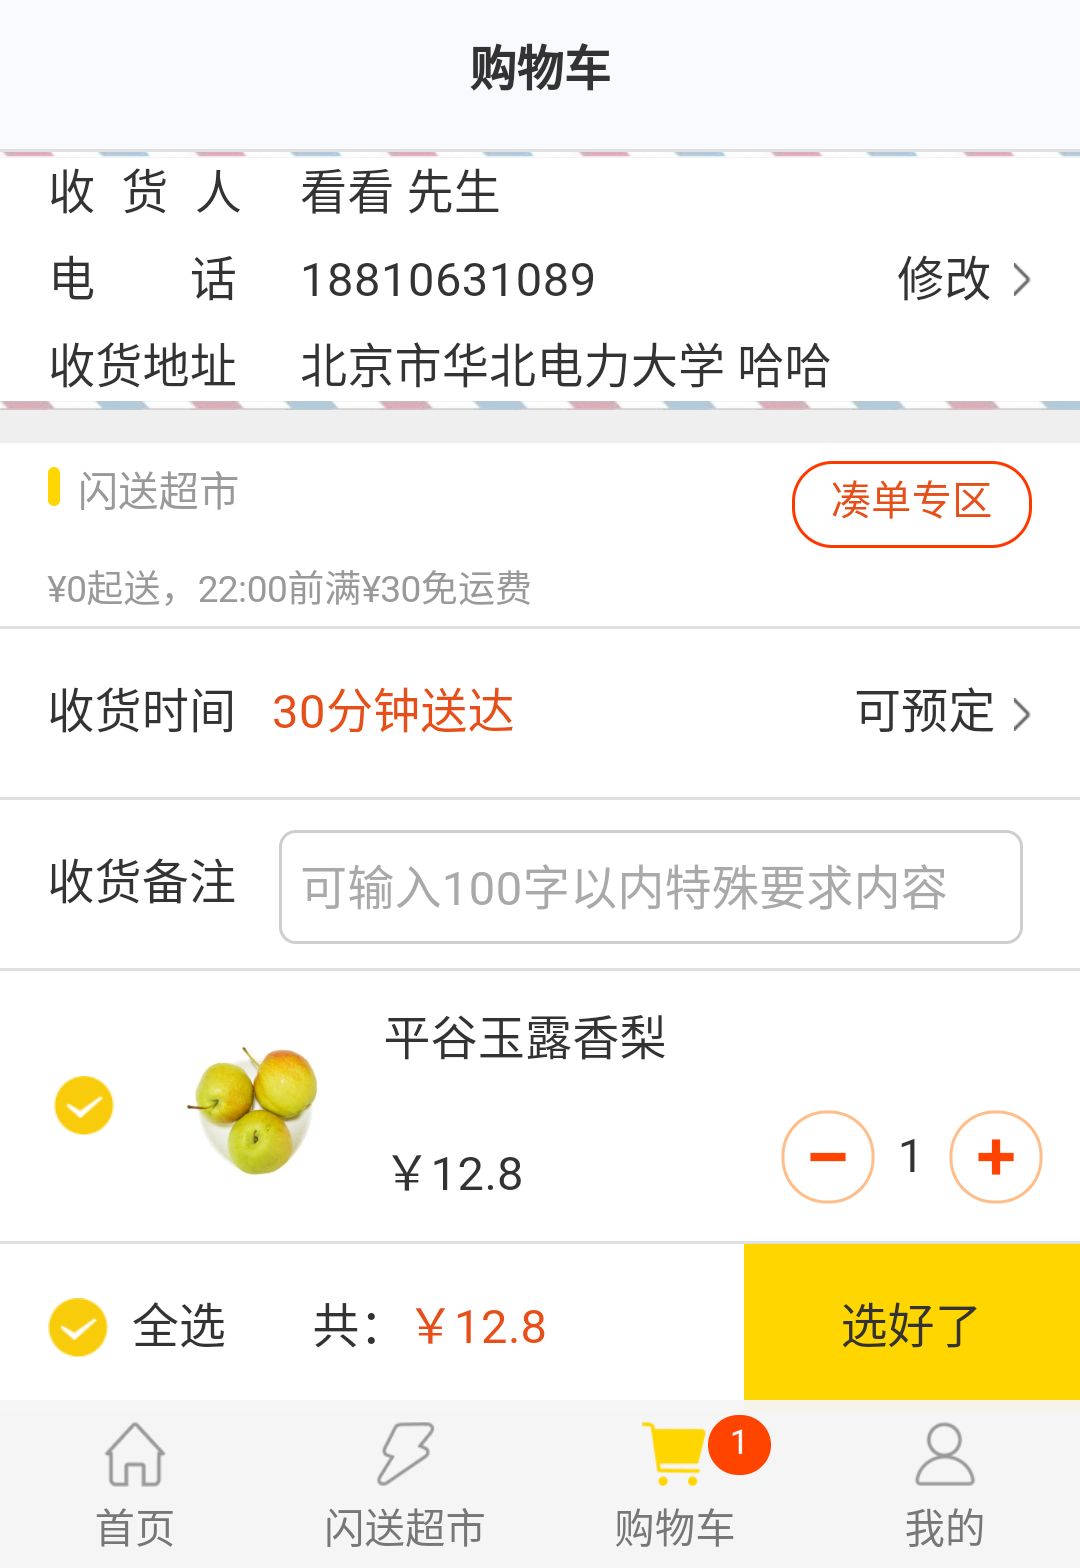 购物车
收货人 看看 先生
电话 18810631089 修改
收货地址 北京市华北电力大学 哈哈
闪送超市 凑单专区
¥0起送，22:00前满¥30免运费
收货时间 30分钟送达 可预定
收货备注 可输入100字以内特殊要求内容
平谷玉露香梨
￥12.8 1
全选 共：￥12.8 选好了
1
首页 闪送超市 购物车 我的